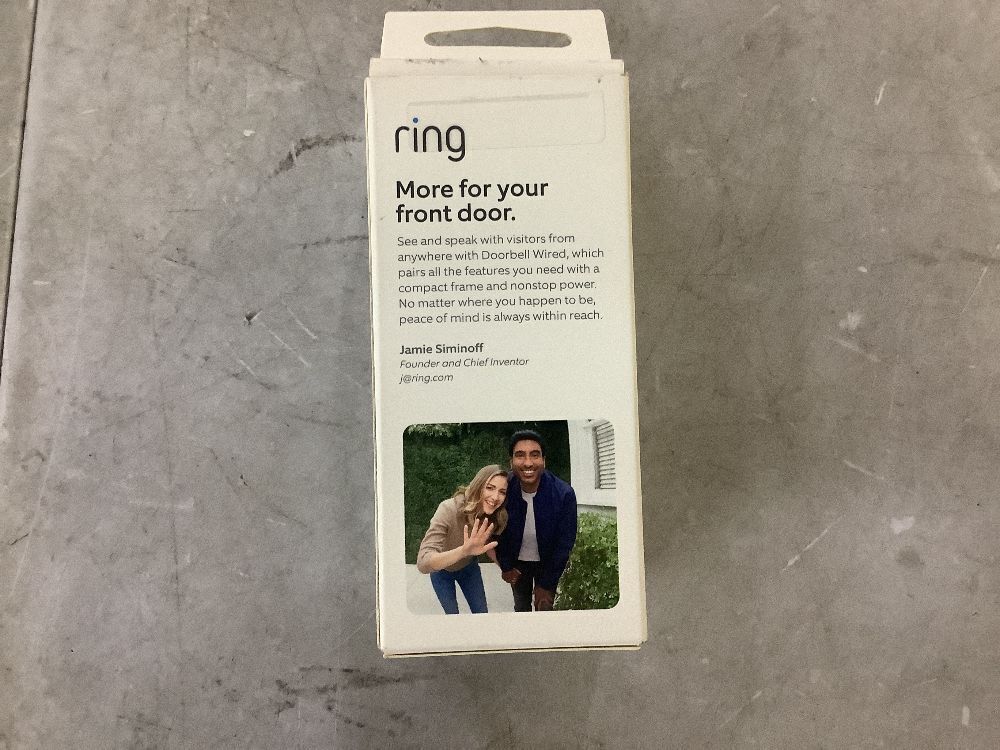 ring
More for your
front door.
See and speak with visitors from
anywhere with Doorbell Wired, which
pairs all the features you need with a
compact frame and nonstop power.
No matter where you happen to be,
peace of mind is always within reach.
Jamie Siminoff
Founder and Chief Inventor
j@ring.com